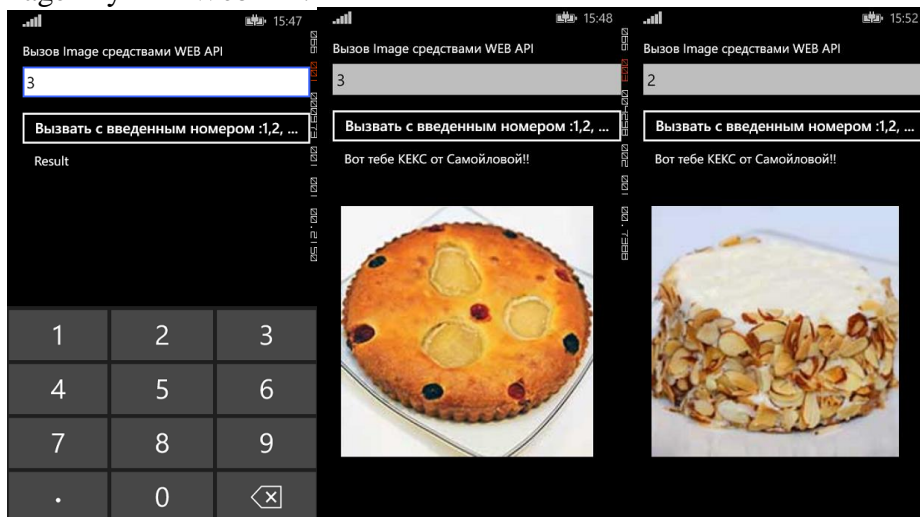 15:47
Вызов Image средствами WEB API
3
Вызвать с введенным номером :1,2, ...
Result
1 2 3
4 5 6
7 8 9
. 0
15:48
Вызов Image средствами WEB API
3
Вызвать с введенным номером :1,2, ...
Вот тебе КЕКС от Самойловой!!
15:52
Вызов Image средствами WEB API
2
Вызвать с введенным номером :1,2, ...
Вот тебе КЕКС от Самойловой!!